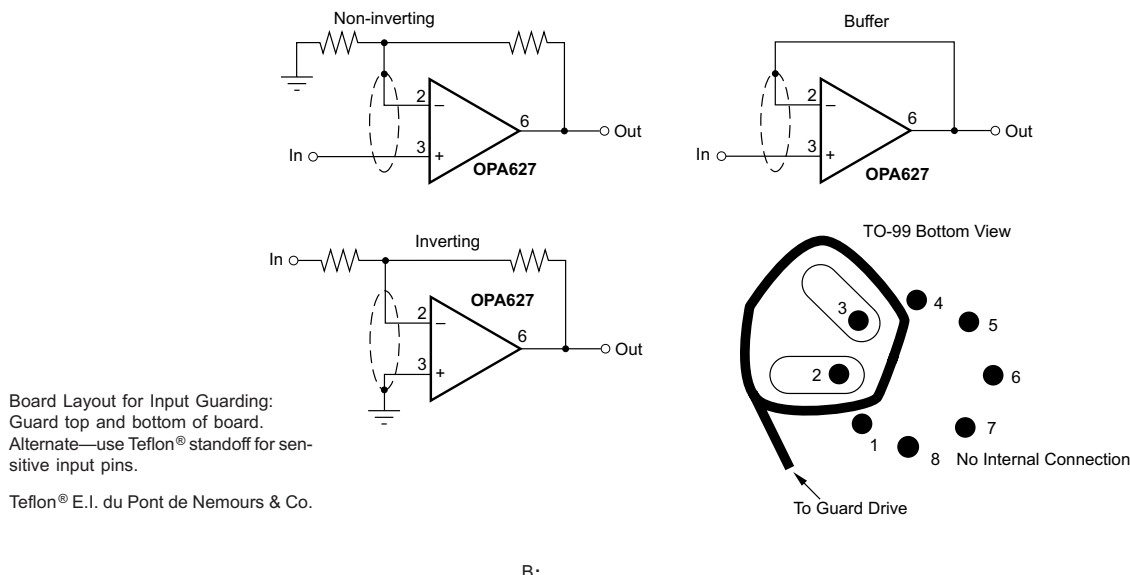 Non-inverting
2
–
3
+
6
In
Out
OPA627
Buffer
2
–
3
+
6
In
Out
OPA627
Inverting
In
OPA627
2
–
3
+
6
Out
TO-99 Bottom View
3
4
5
2
6
7
1
8 No Internal Connection
To Guard Drive
Board Layout for Input Guarding:
Guard top and bottom of board.
Alternate—use Teflon® standoff for sen-
sitive input pins.
Teflon® E.I. du Pont de Nemours & Co.